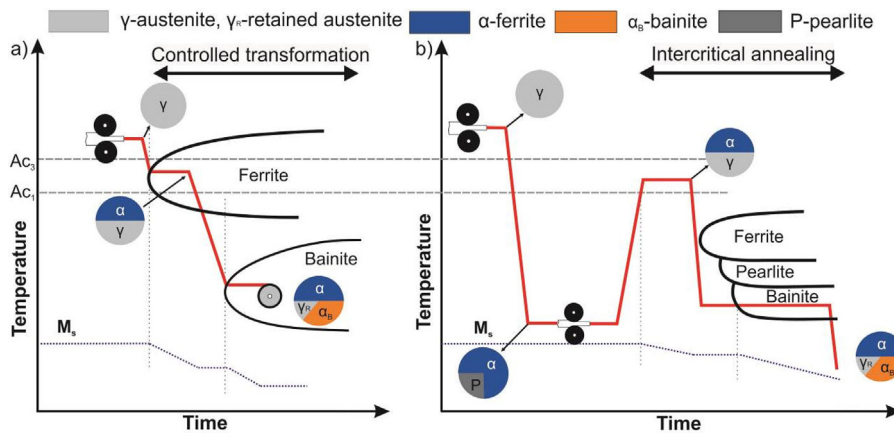 γ-austenite, γR-retained austenite α-ferrite αB-bainite P-pearlite
a) Controlled transformation
γ
Ac3
Ferrite
Ac1
α
γ
Bainite
α
γR αB
Ms
Temperature
Time
b) Intercritical annealing
γ
α
γ
Ferrite
Pearlite
Bainite
Ms
α
P
α
γR αB
Temperature
Time